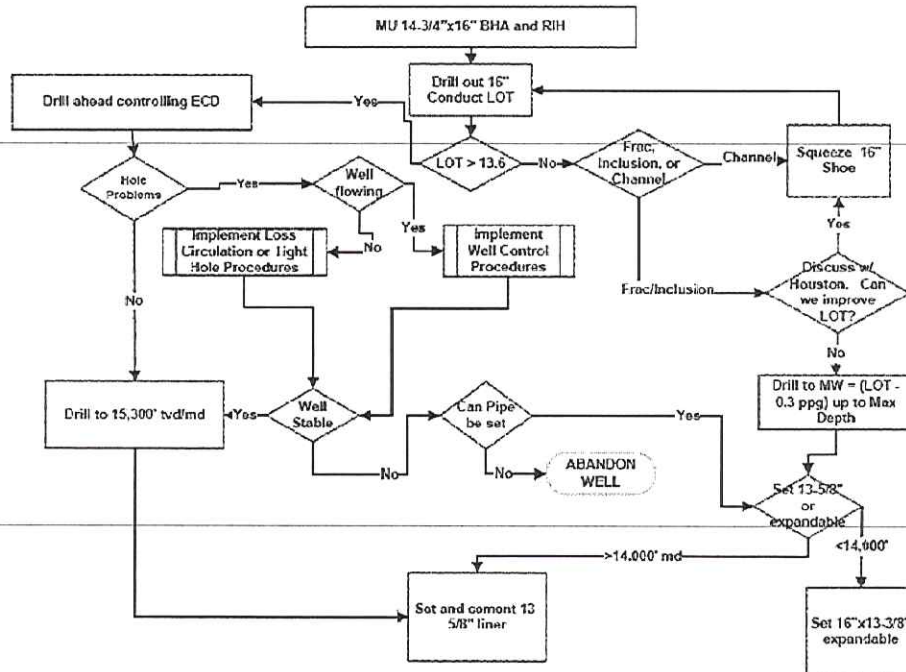 MU 14-3/4"x16" BHA and RIH
Drill out 16"
Conduct LOT
Drill ahead controlling ECD
Yes
LOT > 13.6
No
Frac,
Inclusion, or
Channel
Channel
Squeeze 16"
Shoe
Hole
Problems
Yes
Well
flowing
Yes
No
Implement Loss
Circulation or Tight
Hole Procedures
Implement
Well Control
Procedures
Yes
Frac/Inclusion
Discuss w/
Houston. Can
we improve
LOT?
No
No
Drill to 15,300' tvd/md
Yes
Well
Stable
No
Can Pipe
be set
Yes
No
ABANDON
WELL
Drill to MW = (LOT -
0.3 ppg) up to Max
Depth
Set 13-5/8"
or
expandable
>14,000' md
<14,000'
Set and cement 13
5/8" liner
Set 16"x13-3/8"
expandable